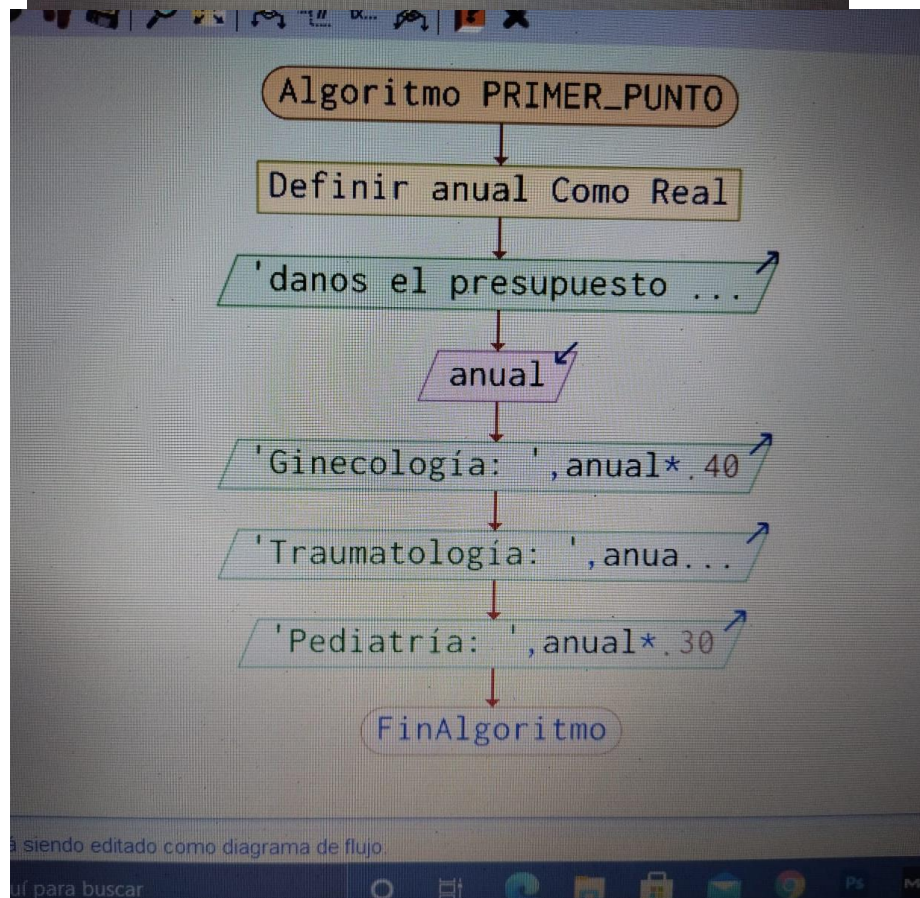 Algoritmo PRIMER_PUNTO
Definir anual Como Real
'danos el presupuesto ...
anual
'Ginecología: ',anual*.40
'Traumatología: ',anua...
'Pediatría: ',anual*.30
FinAlgoritmo
siendo editado como diagrama de flujo.
uí para buscar
Ps